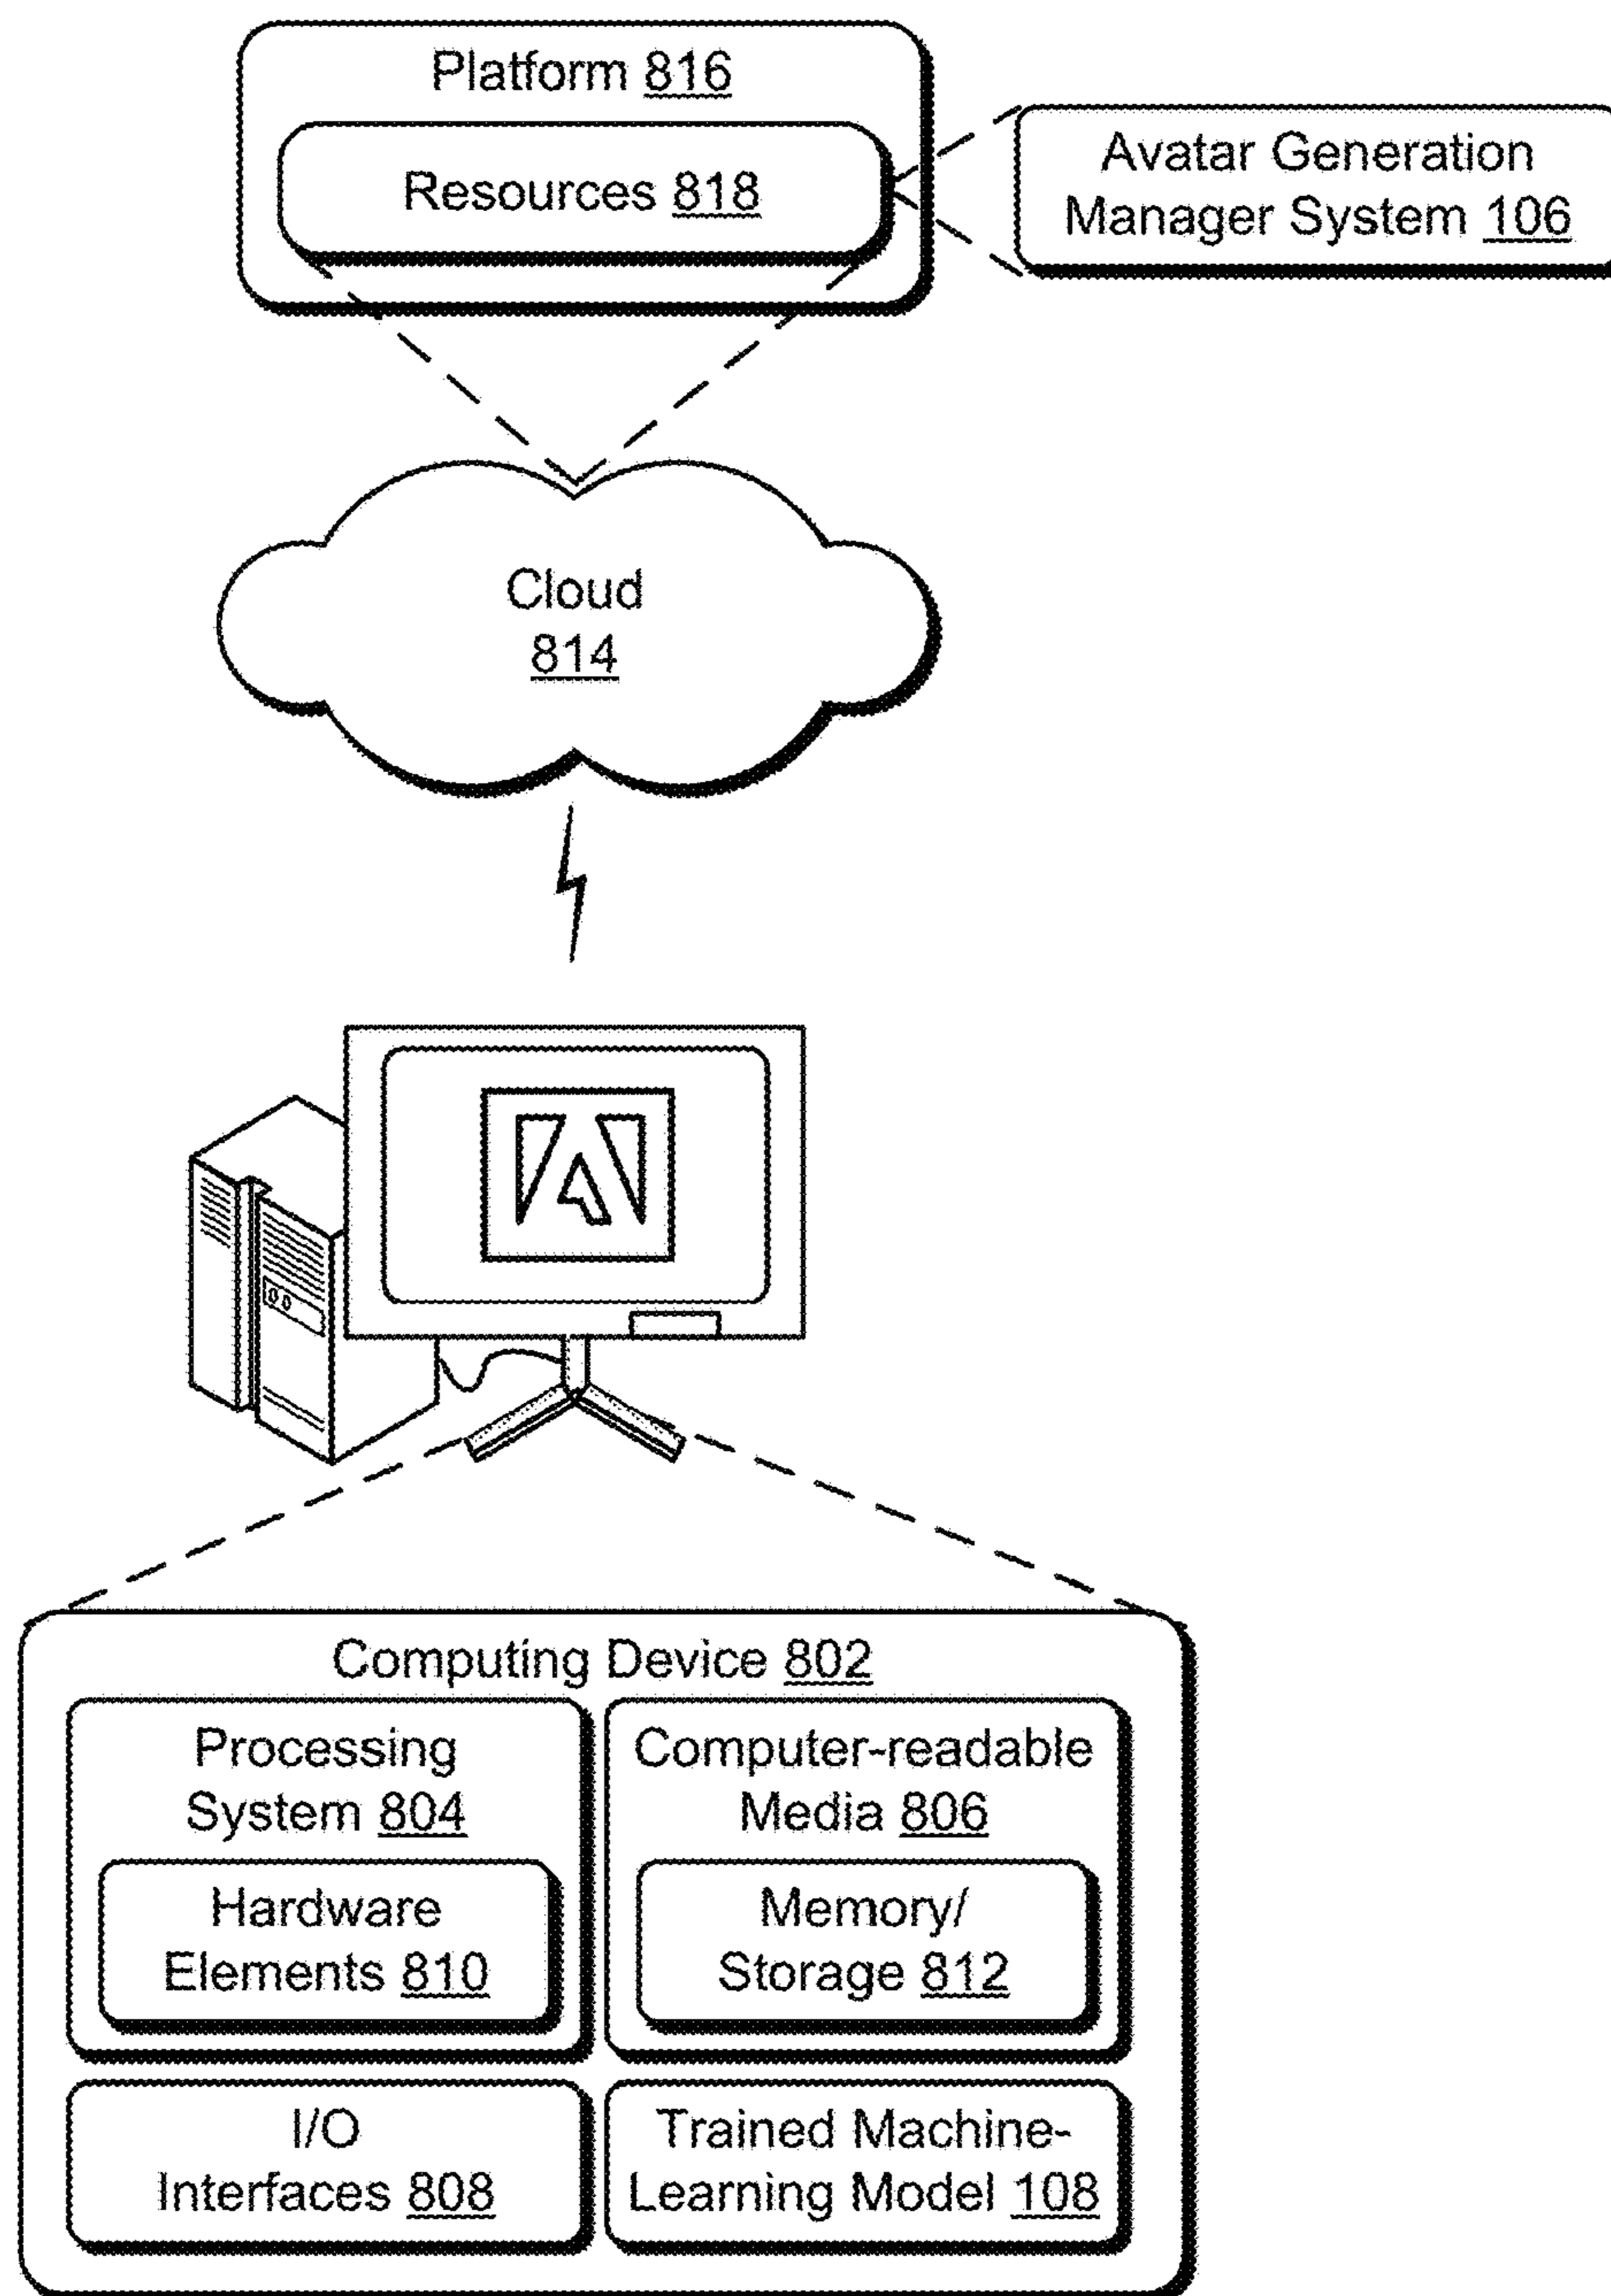 Platform 816
Resources 818
Avatar Generation
Manager System 106
Cloud
814
Computing Device 802
Processing
System 804
Hardware
Elements 810
Computer-readable
Media 806
Memory/
Storage 812
I/O
Interfaces 808
Trained Machine-
Learning Model 108